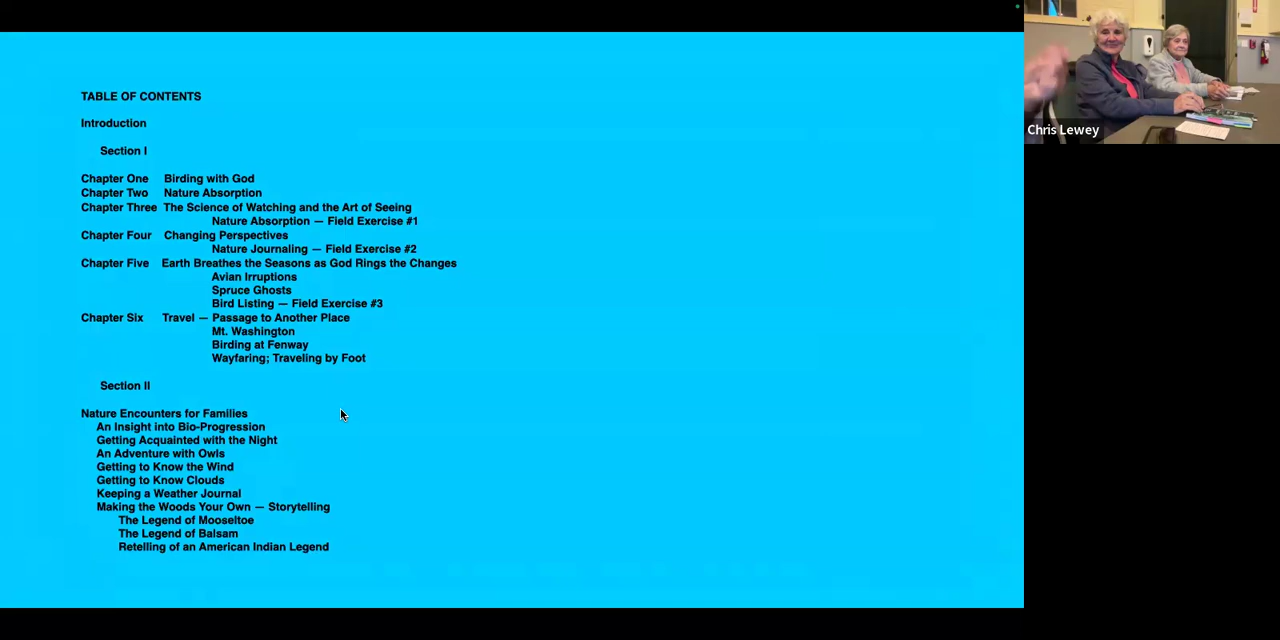 TABLE OF CONTENTS
Introduction
Section I
Chapter One Birding with God
Chapter Two Nature Absorption
Chapter Three The Science of Watching and the Art of Seeing
Nature Absorption — Field Exercise #1
Chapter Four Changing Perspectives
Nature Journaling — Field Exercise #2
Chapter Five Earth Breathes the Seasons as God Rings the Changes
Avian Irruptions
Spruce Ghosts
Bird Listing — Field Exercise #3
Chapter Six Travel — Passage to Another Place
Mt. Washington
Birding at Fenway
Wayfaring; Traveling by Foot
Section II
Nature Encounters for Families
An Insight into Bio-Progression
Getting Acquainted with the Night
An Adventure with Owls
Getting to Know the Wind
Getting to Know Clouds
Keeping a Weather Journal
Making the Woods Your Own — Storytelling
The Legend of Mooseltoe
The Legend of Balsam
Retelling of an American Indian Legend
Chris Lewey